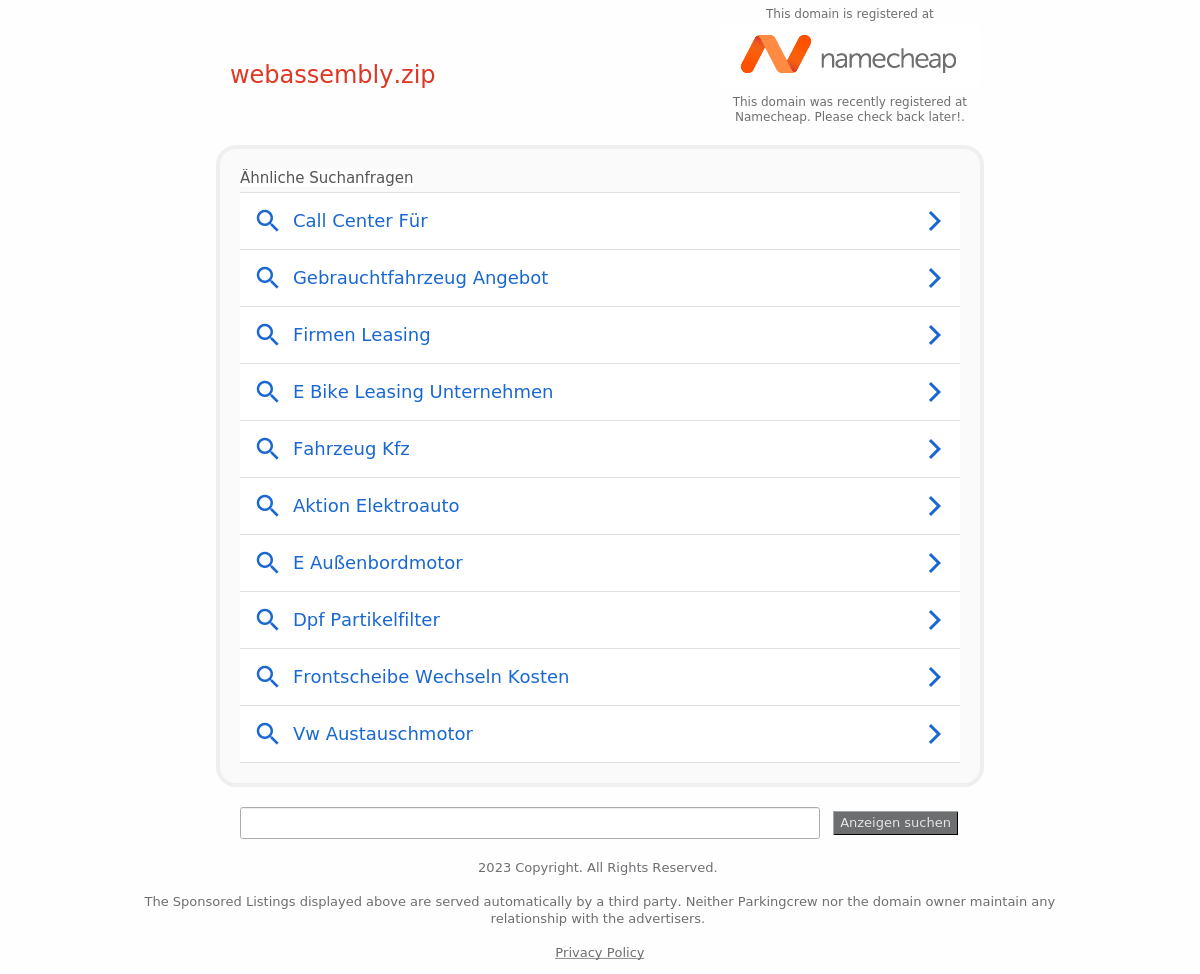 This domain is registered at
namecheap
webassembly.zip
This domain was recently registered at
Namecheap. Please check back later!.
Ähnliche Suchanfragen
Call Center Für
Gebrauchtfahrzeug Angebot
Firmen Leasing
E Bike Leasing Unternehmen
Fahrzeug Kfz
Aktion Elektroauto
E Außenbordmotor
Dpf Partikelfilter
Frontscheibe Wechseln Kosten
Vw Austauschmotor
Anzeigen suchen
2023 Copyright. All Rights Reserved.
The Sponsored Listings displayed above are served automatically by a third party. Neither Parkingcrew nor the domain owner maintain any
relationship with the advertisers.
Privacy Policy